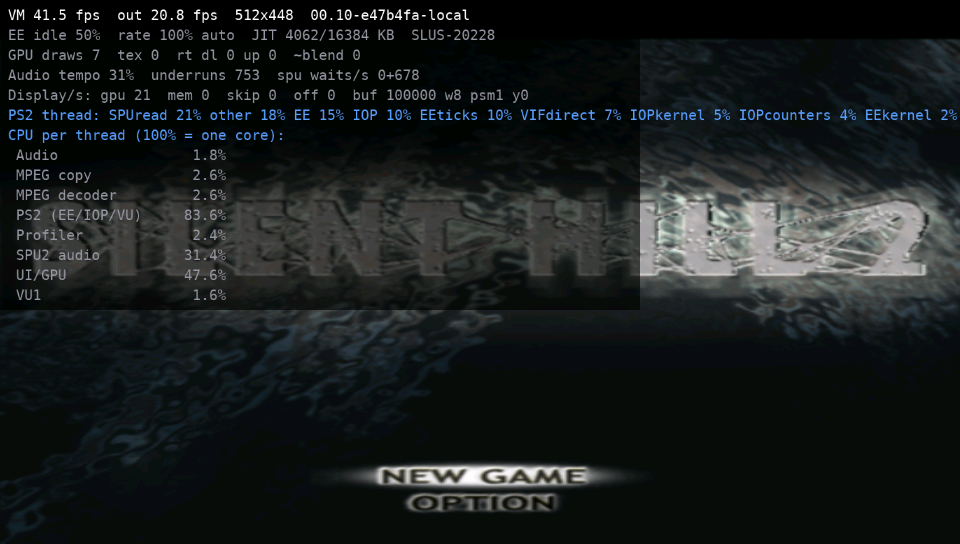 VM 41.5 fps  out 20.8 fps  512x448  00.10-e47b4fa-local
EE idle 50%  rate 100% auto  JIT 4062/16384 KB  SLUS-20228
GPU draws 7  tex 0  rt dl 0 up 0  ~blend 0
Audio tempo 31%  underruns 753  spu waits/s 0+678
Display/s: gpu 21  mem 0  skip 0  off 0  buf 100000 w8 psm1 y0
PS2 thread: SPUread 21% other 18% EE 15% IOP 10% EEticks 10% VIFdirect 7% IOPkernel 5% IOPcounters 4% EEkernel 2%
CPU per thread (100% = one core):
Audio 1.8%
MPEG copy 2.6%
MPEG decoder 2.6%
PS2 (EE/IOP/VU) 83.6%
Profiler 2.4%
SPU2 audio 31.4%
UI/GPU 47.6%
VU1 1.6%
SILENT HILL 2
NEW GAME
OPTION